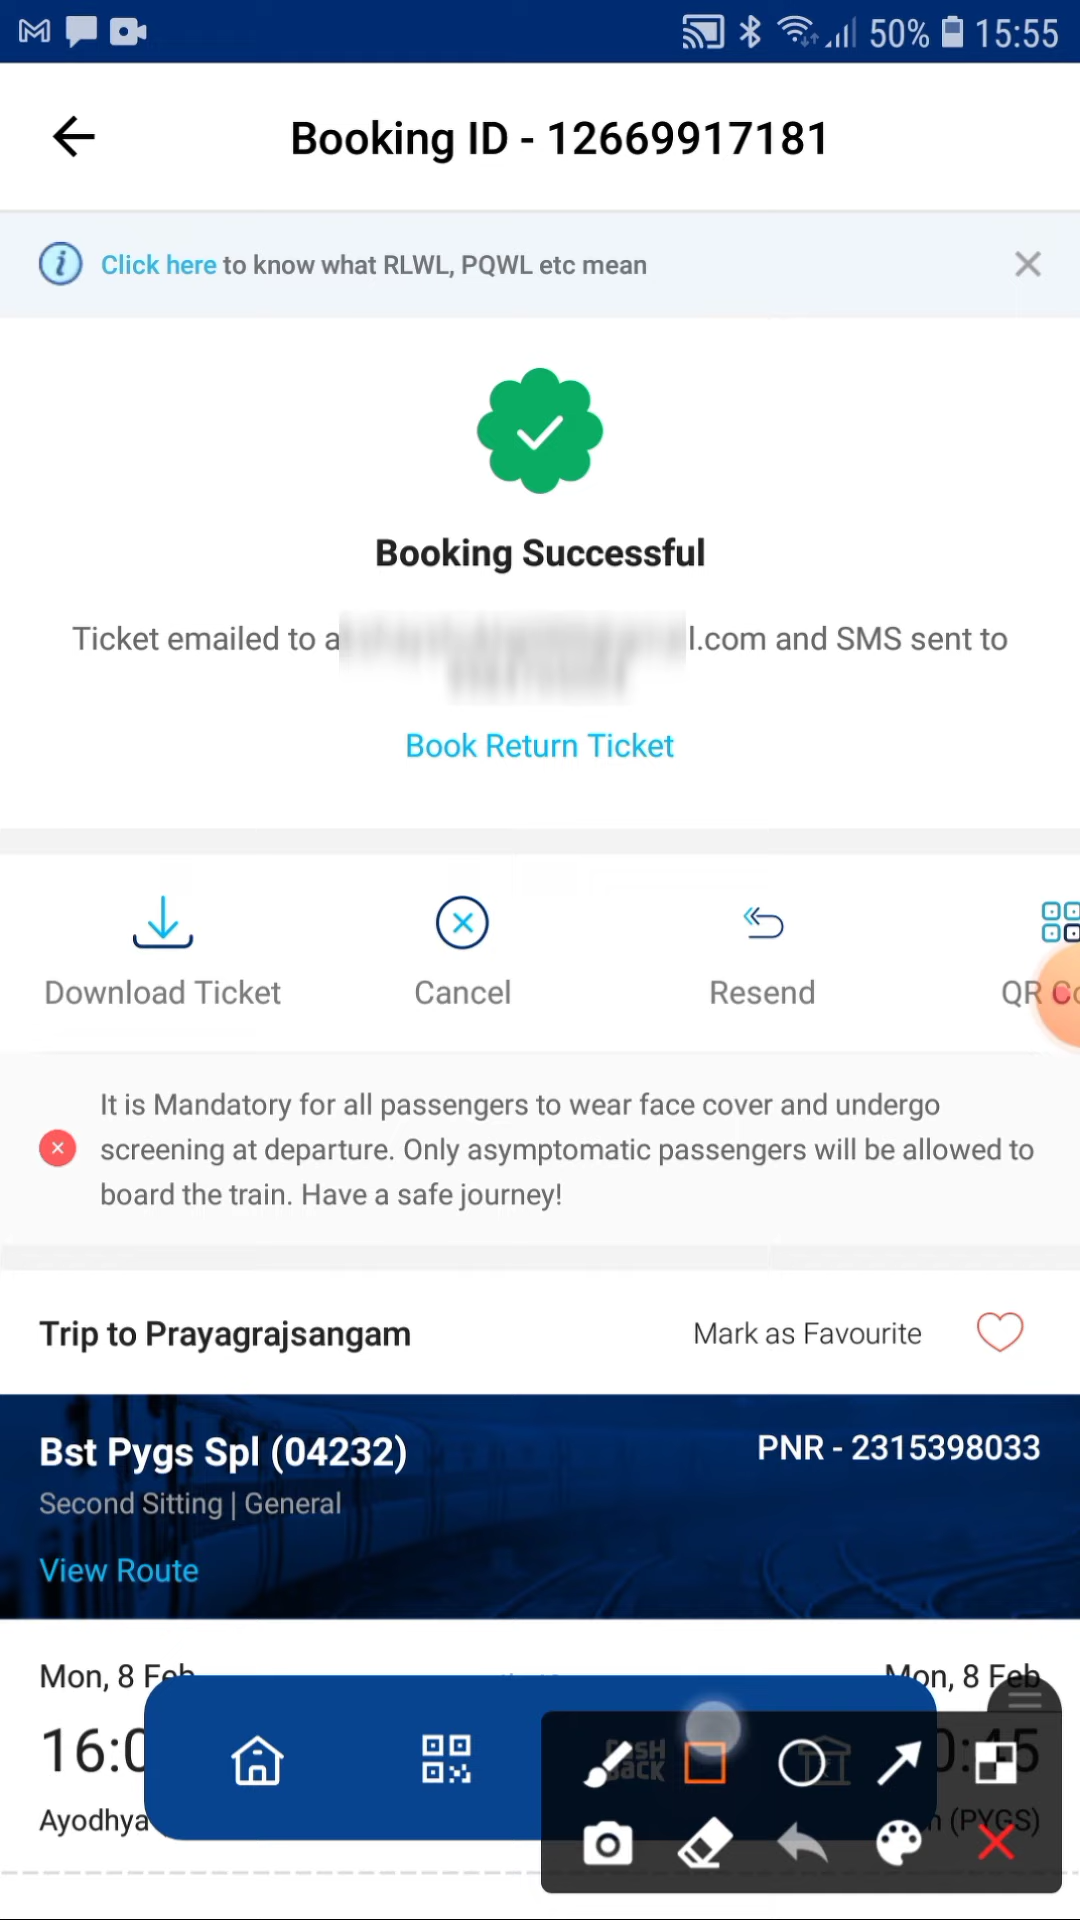 50% 15:55
Booking ID - 12669917181
Click here to know what RLWL, PQWL etc mean
Booking Successful
Ticket emailed to a l.com and SMS sent to
Book Return Ticket
Download Ticket Cancel Resend QR
It is Mandatory for all passengers to wear face cover and undergo
screening at departure. Only asymptomatic passengers will be allowed to
board the train. Have a safe journey!
Trip to Prayagrajsangam Mark as Favourite
Bst Pygs Spl (04232) PNR - 2315398033
Second Sitting | General
View Route
Mon, 8 Feb Mon, 8 Feb
Ayodhya (PYGS)